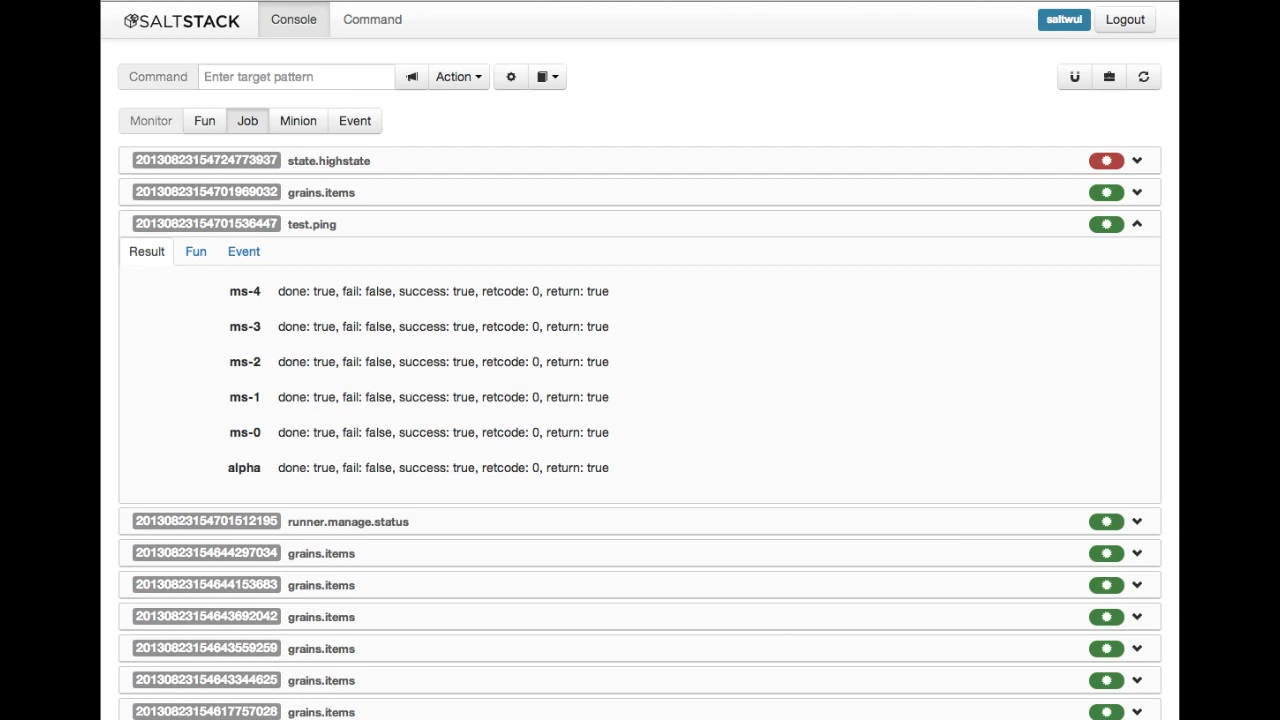 SALTSTACK Console Command saltwui Logout
Command Enter target pattern Action
Monitor Fun Job Minion Event
20130823154724773937 state.highstate
20130823154701969032 grains.items
20130823154701536447 test.ping
Result Fun Event
ms-4 done: true, fail: false, success: true, retcode: 0, return: true
ms-3 done: true, fail: false, success: true, retcode: 0, return: true
ms-2 done: true, fail: false, success: true, retcode: 0, return: true
ms-1 done: true, fail: false, success: true, retcode: 0, return: true
ms-0 done: true, fail: false, success: true, retcode: 0, return: true
alpha done: true, fail: false, success: true, retcode: 0, return: true
20130823154701512195 runner.manage.status
20130823154644297034 grains.items
20130823154644153683 grains.items
20130823154643692042 grains.items
20130823154643559259 grains.items
20130823154643344625 grains.items
20130823154617757028 grains.items